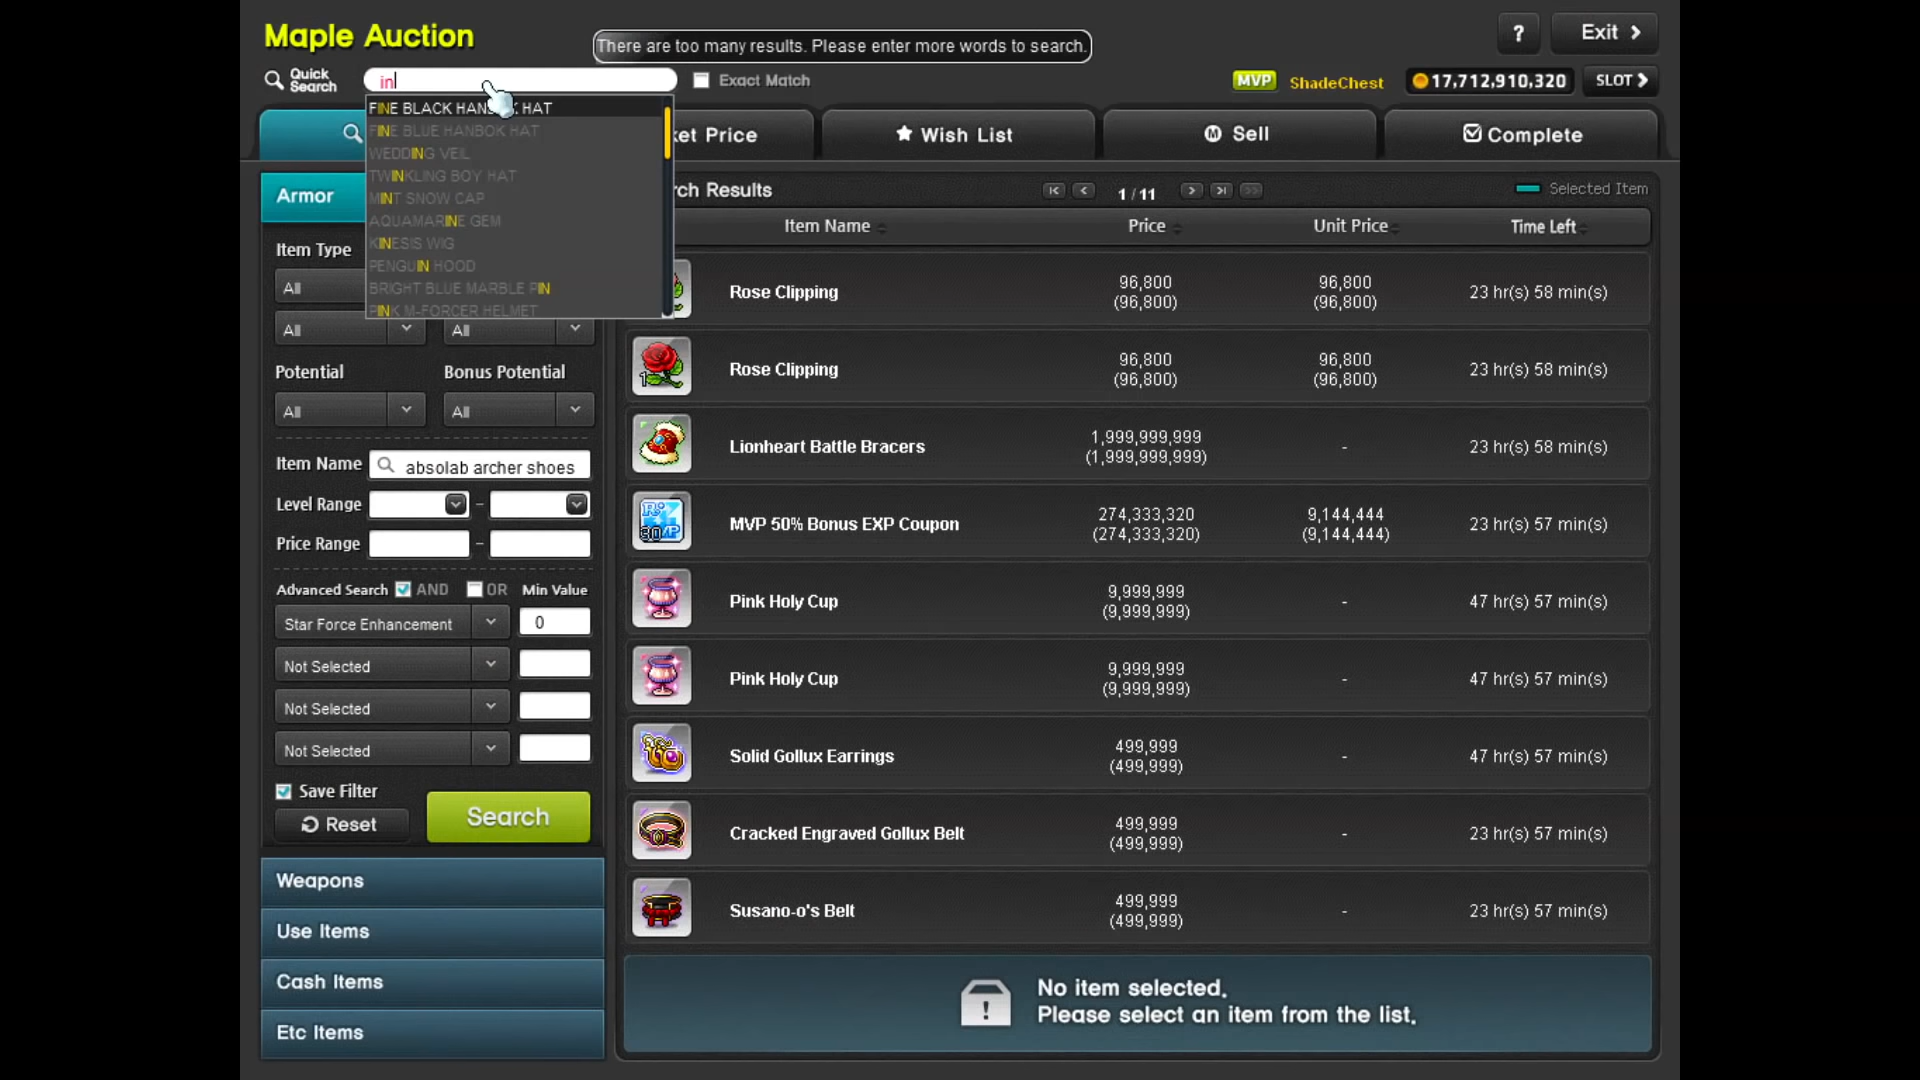 Maple Auction
There are too many results. Please enter more words to search.
?
Exit
Quick
Search
in
Exact Match
MVP
ShadeChest
17,712,910,320
SLOT
FINE BLACK HAN HAT
FINE BLUE HANBOK HAT
WEDDING VEIL
TWINKLING BOY HAT
MINT SNOW CAP
AQUAMARINE GEM
KINESIS WIG
PENGUIN HOOD
BRIGHT BLUE MARBLE PIN
PINK M-FORCER HELMET
ket Price
Wish List
Sell
Complete
Armor
Item Type
All
All
All
Potential
Bonus Potential
All
All
Item Name
absolab archer shoes
Level Range
-
Price Range
-
Advanced Search
AND
OR
Min Value
Star Force Enhancement
0
Not Selected
Not Selected
Not Selected
Save Filter
Reset
Search
Weapons
Use Items
Cash Items
Etc Items
rch Results
1 / 11
Selected Item
Item Name
Price
Unit Price
Time Left
Rose Clipping
96,800
(96,800)
96,800
(96,800)
23 hr(s) 58 min(s)
1
Rose Clipping
96,800
(96,800)
96,800
(96,800)
23 hr(s) 58 min(s)
Lionheart Battle Bracers
1,999,999,999
(1,999,999,999)
-
23 hr(s) 58 min(s)
30
MVP 50% Bonus EXP Coupon
274,333,320
(274,333,320)
9,144,444
(9,144,444)
23 hr(s) 57 min(s)
Pink Holy Cup
9,999,999
(9,999,999)
-
47 hr(s) 57 min(s)
Pink Holy Cup
9,999,999
(9,999,999)
-
47 hr(s) 57 min(s)
Solid Gollux Earrings
499,999
(499,999)
-
47 hr(s) 57 min(s)
Cracked Engraved Gollux Belt
499,999
(499,999)
-
23 hr(s) 57 min(s)
Susano-o's Belt
499,999
(499,999)
-
23 hr(s) 57 min(s)
No item selected.
Please select an item from the list.